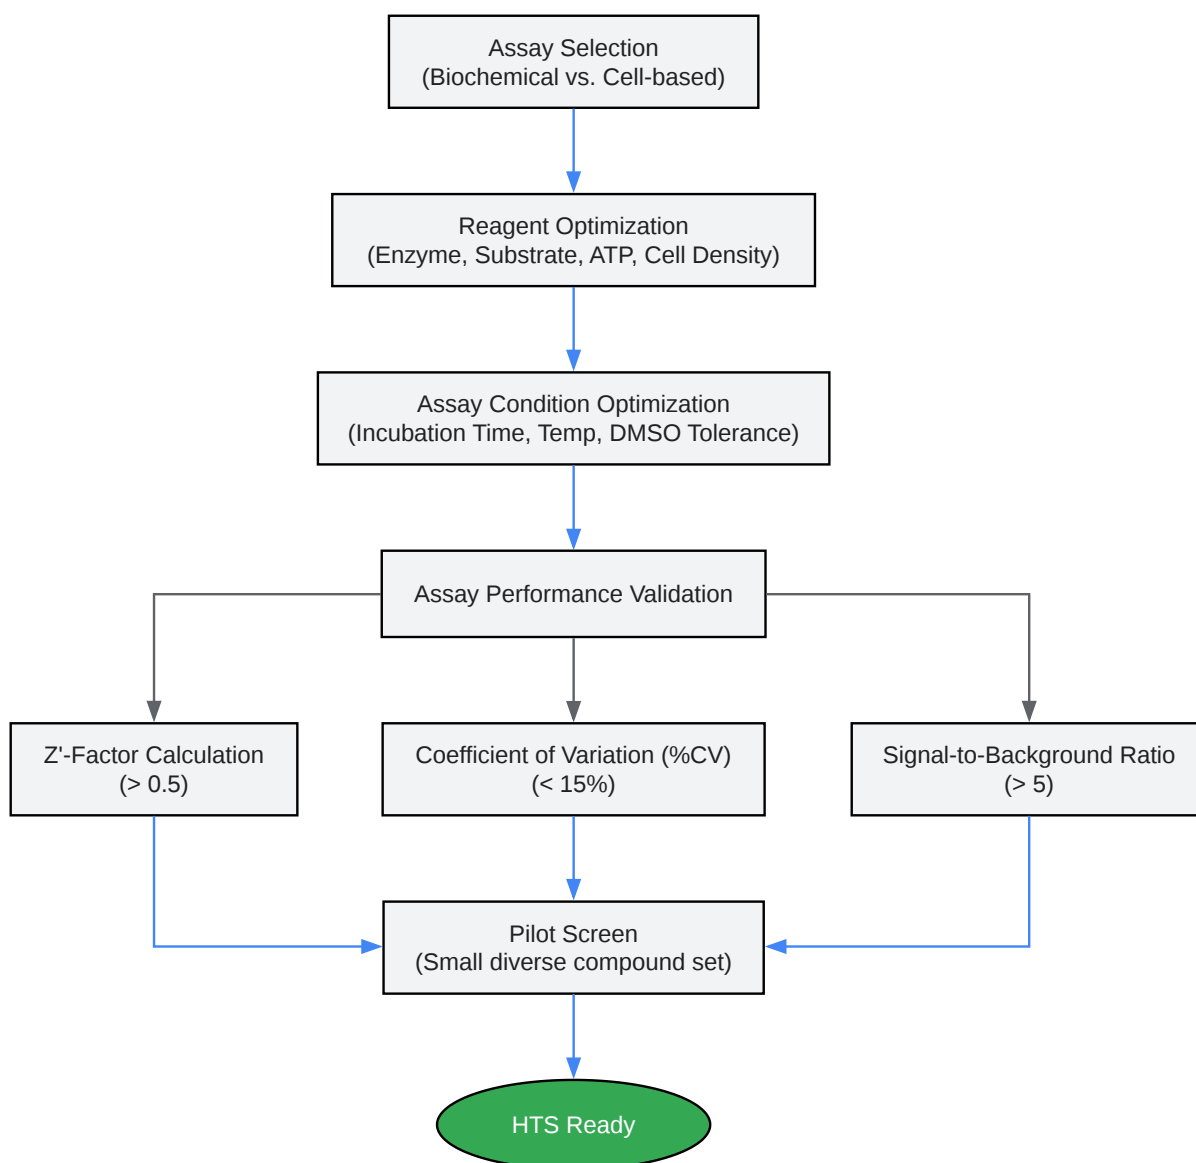 Assay Selection
(Biochemical vs. Cell-based)
Reagent Optimization
(Enzyme, Substrate, ATP, Cell Density)
Assay Condition Optimization
(Incubation Time, Temp, DMSO Tolerance)
Assay Performance Validation
Z'-Factor Calculation
(> 0.5)
Coefficient of Variation (%CV)
(< 15%)
Signal-to-Background Ratio
(> 5)
Pilot Screen
(Small diverse compound set)
HTS Ready